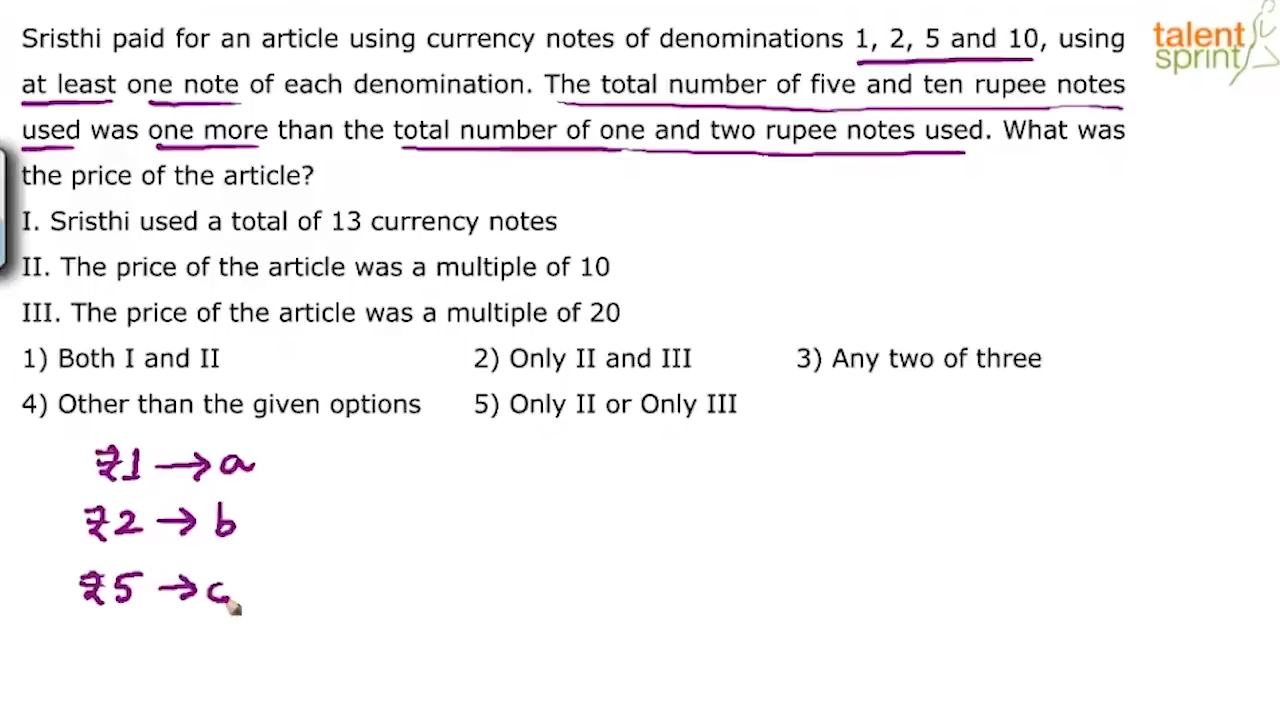 Sristhi paid for an article using currency notes of denominations 1, 2, 5 and 10, using
at least one note of each denomination. The total number of five and ten rupee notes
used was one more than the total number of one and two rupee notes used. What was
the price of the article?
I. Sristhi used a total of 13 currency notes
II. The price of the article was a multiple of 10
III. The price of the article was a multiple of 20
1) Both I and II 2) Only II and III 3) Any two of three
4) Other than the given options 5) Only II or Only III
₹1 → a
₹2 → b
₹5 → c
talent
sprint